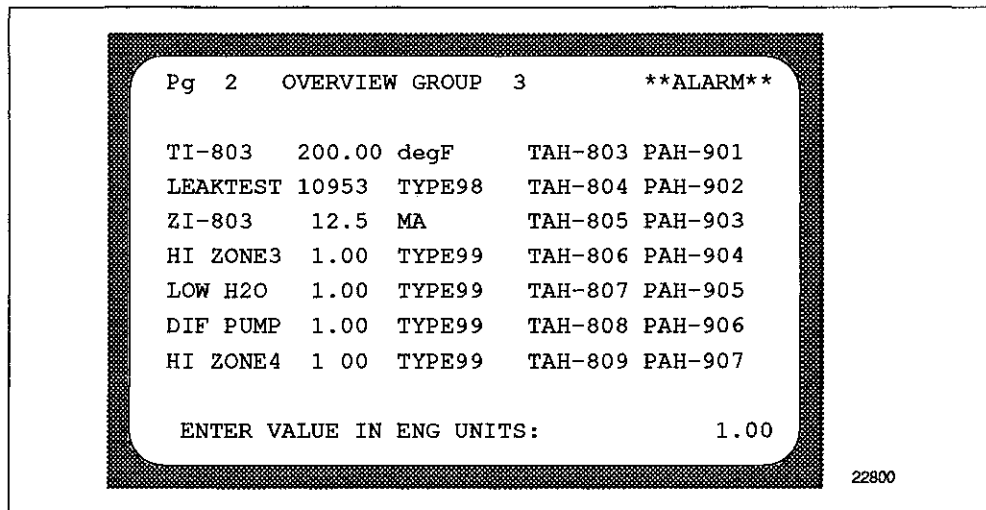 Pg 2 OVERVIEW GROUP 3 **ALARM**
TI-803 200.00 degF TAH-803 PAH-901
LEAKTEST 10953 TYPE98 TAH-804 PAH-902
ZI-803 12.5 MA TAH-805 PAH-903
HI ZONE3 1.00 TYPE99 TAH-806 PAH-904
LOW H2O 1.00 TYPE99 TAH-807 PAH-905
DIF PUMP 1.00 TYPE99 TAH-808 PAH-906
HI ZONE4 1 00 TYPE99 TAH-809 PAH-907
ENTER VALUE IN ENG UNITS: 1.00
22800